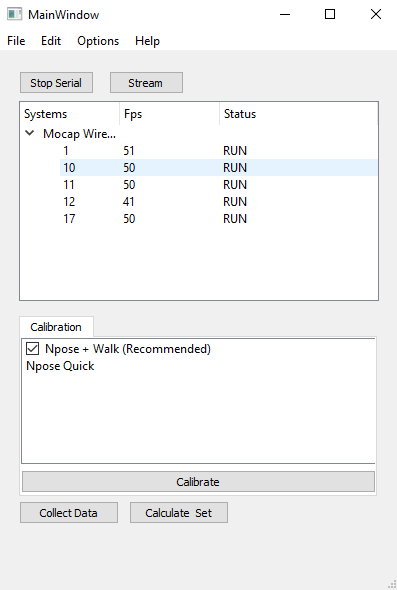 MainWindow
File Edit Options Help
Stop Serial Stream
Systems Fps Status
Mocap Wire...
1 51 RUN
10 50 RUN
11 50 RUN
12 41 RUN
17 50 RUN
Calibration
Npose + Walk (Recommended)
Npose Quick
Calibrate
Collect Data Calculate Set